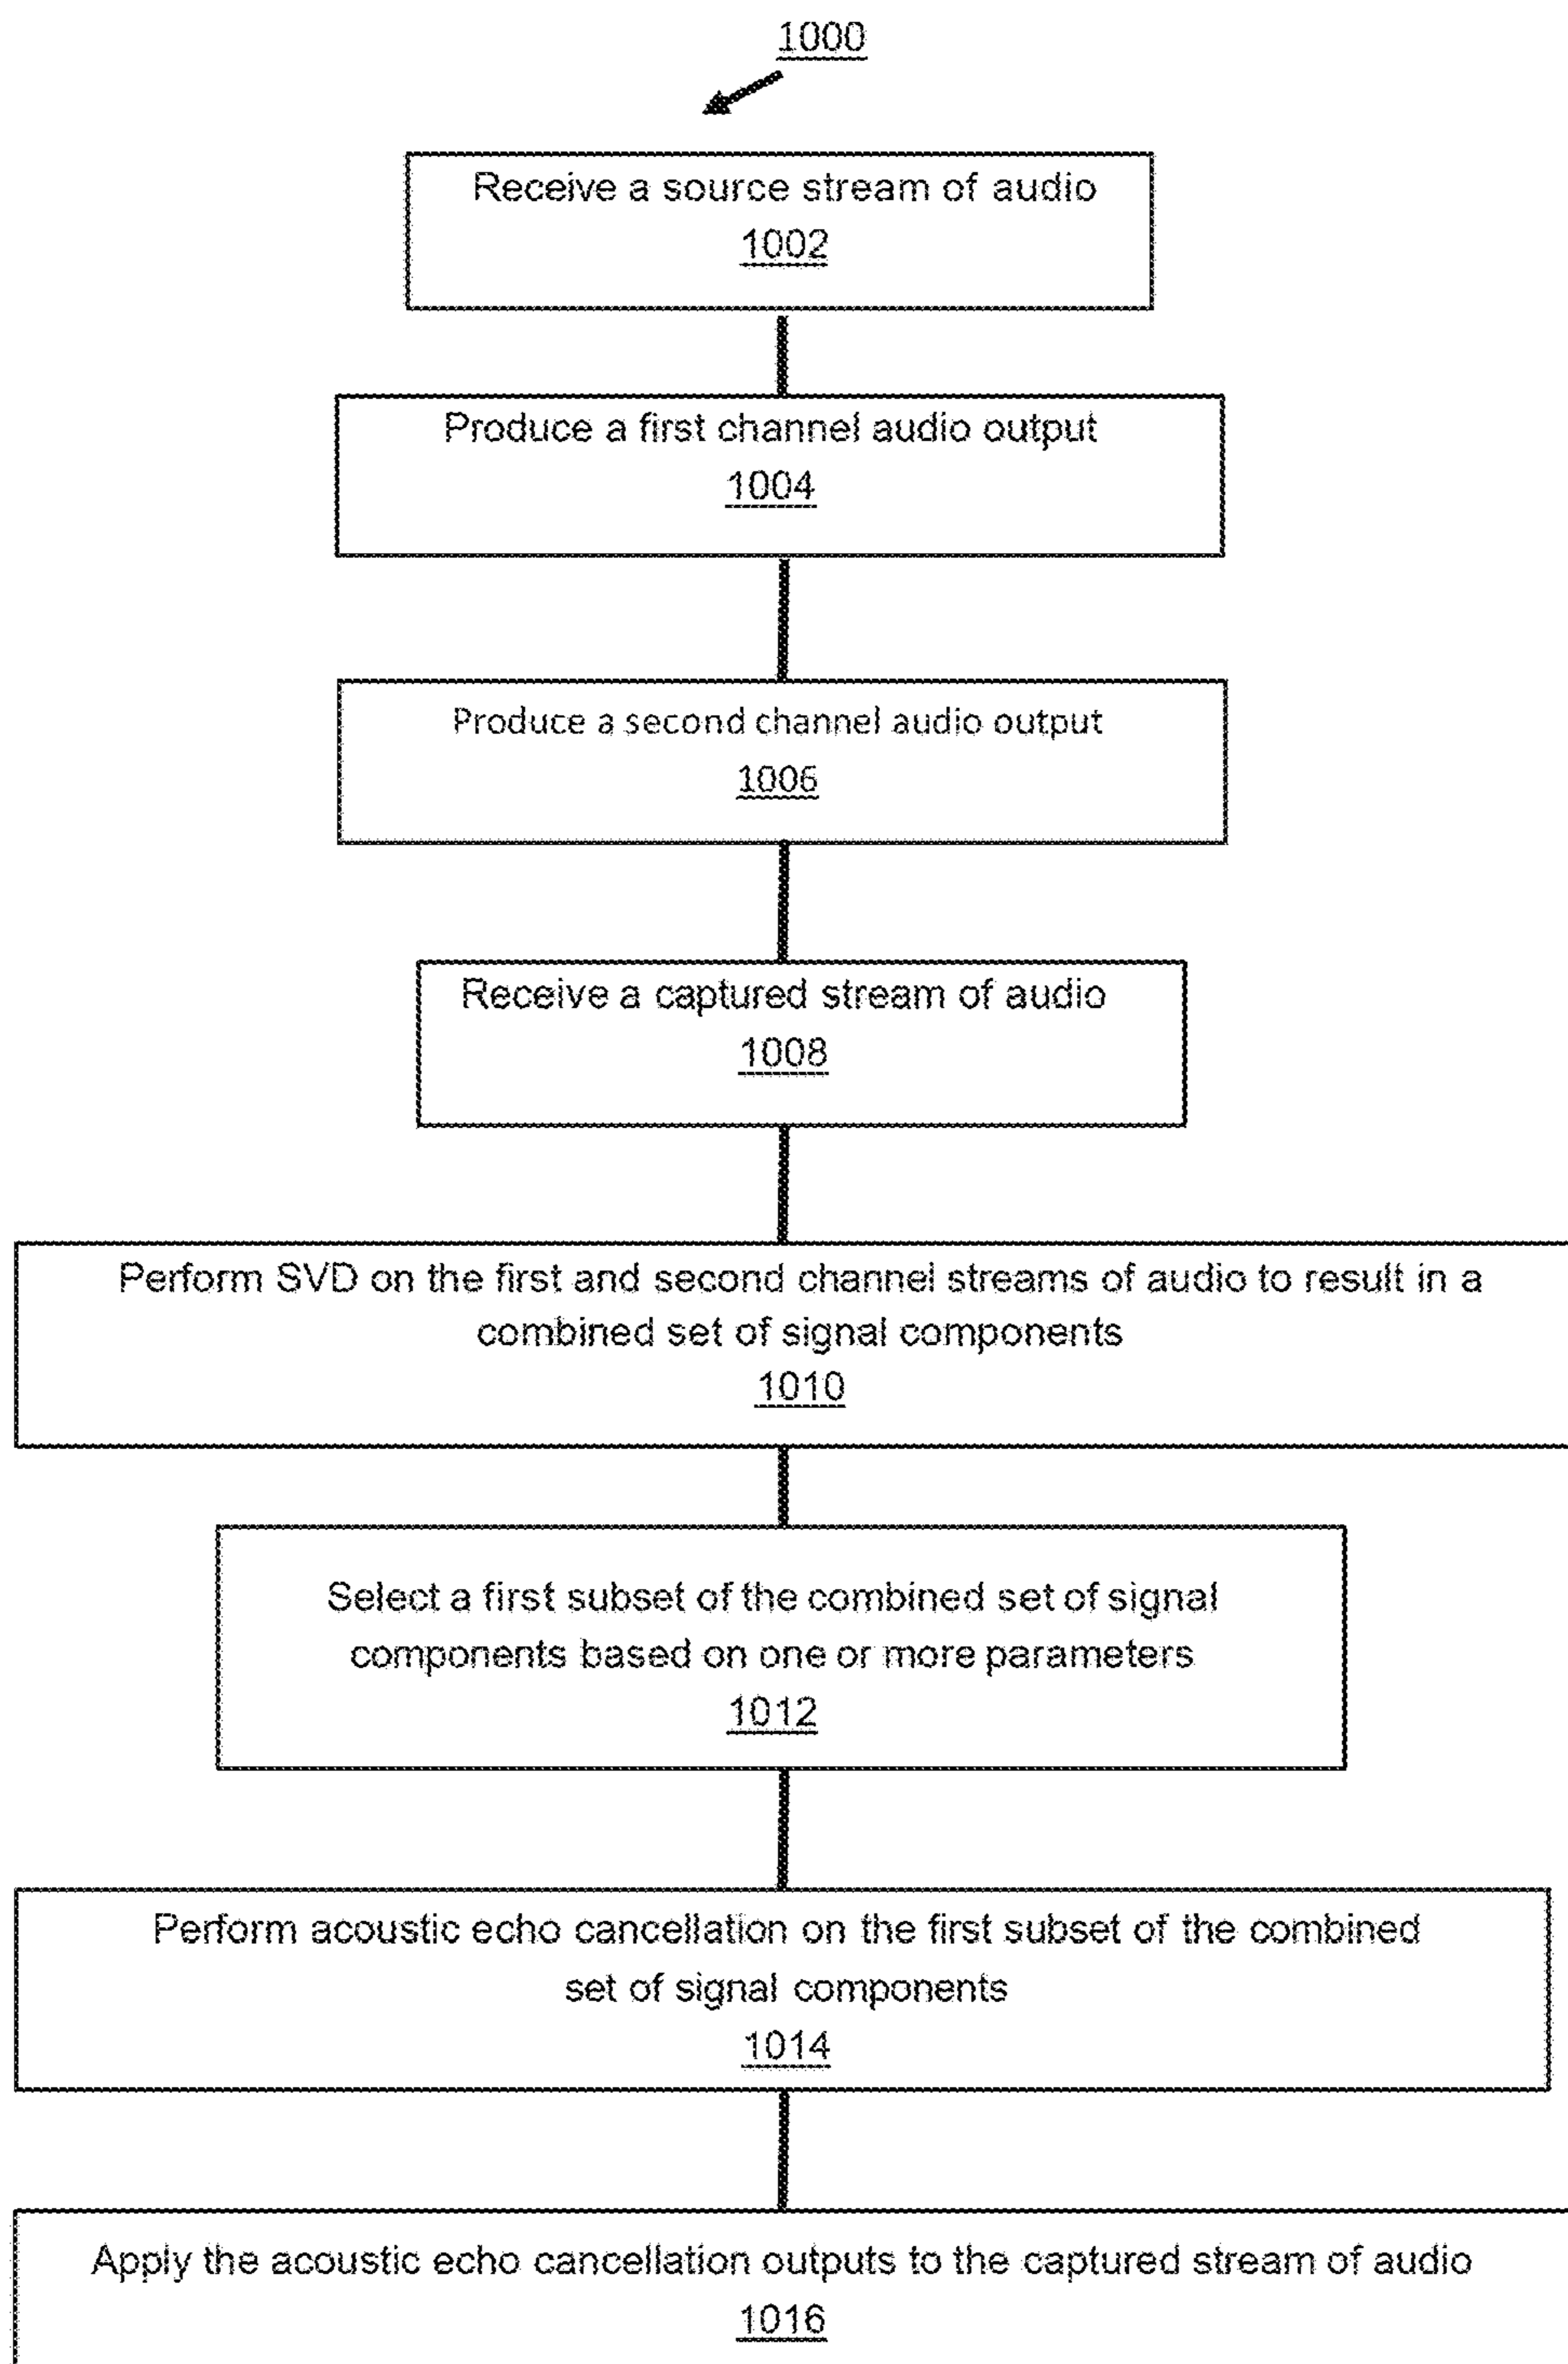 1000
Receive a source stream of audio
1002
Produce a first channel audio output
1004
Produce a second channel audio output
1006
Receive a captured stream of audio
1008
Perform SVD on the first and second channel streams of audio to result in a
combined set of signal components
1010
Select a first subset of the combined set of signal
components based on one or more parameters
1012
Perform acoustic echo cancellation on the first subset of the combined
set of signal components
1014
Apply the acoustic echo cancellation outputs to the captured stream of audio
1016